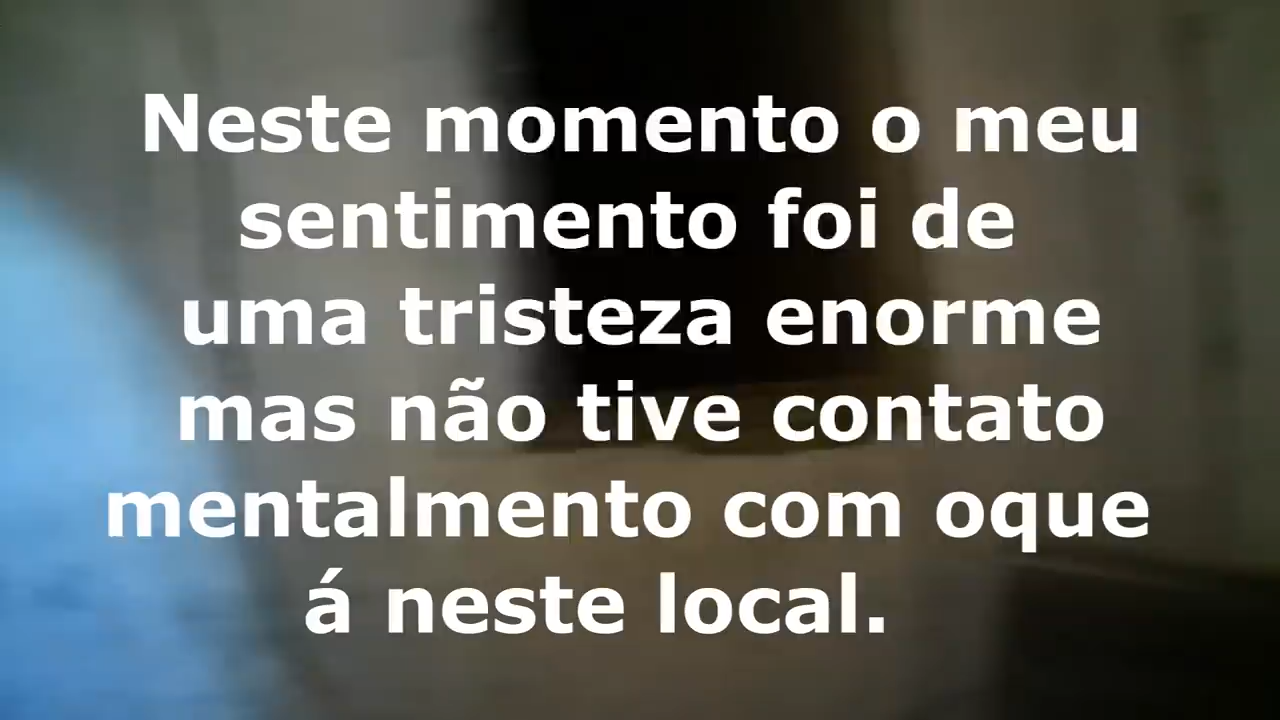 Neste momento o meu
sentimento foi de
uma tristeza enorme
mas não tive contato
mentalmento com oque
á neste local.